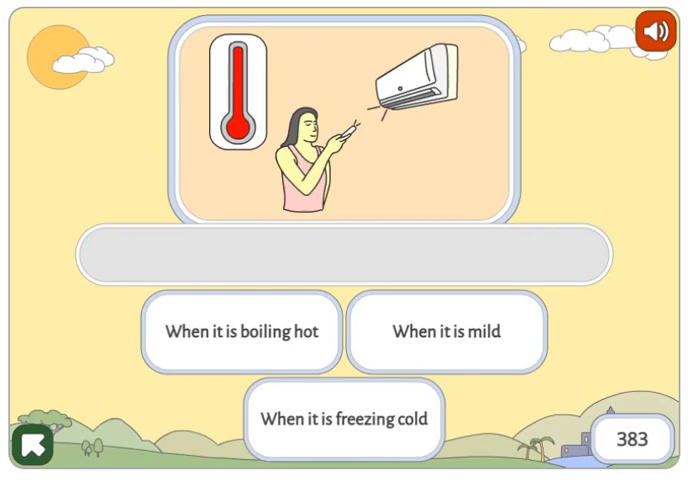 When it is boiling hot
When it is mild
When it is freezing cold
383